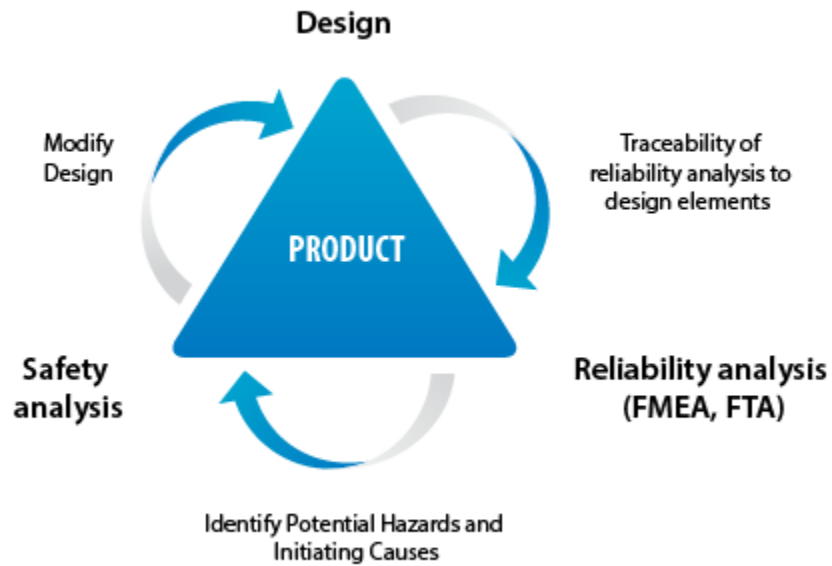 Design
Modify
Design
Traceability of
reliability analysis to
design elements
PRODUCT
Safety
analysis
Reliability analysis
(FMEA, FTA)
Identify Potential Hazards and
Initiating Causes